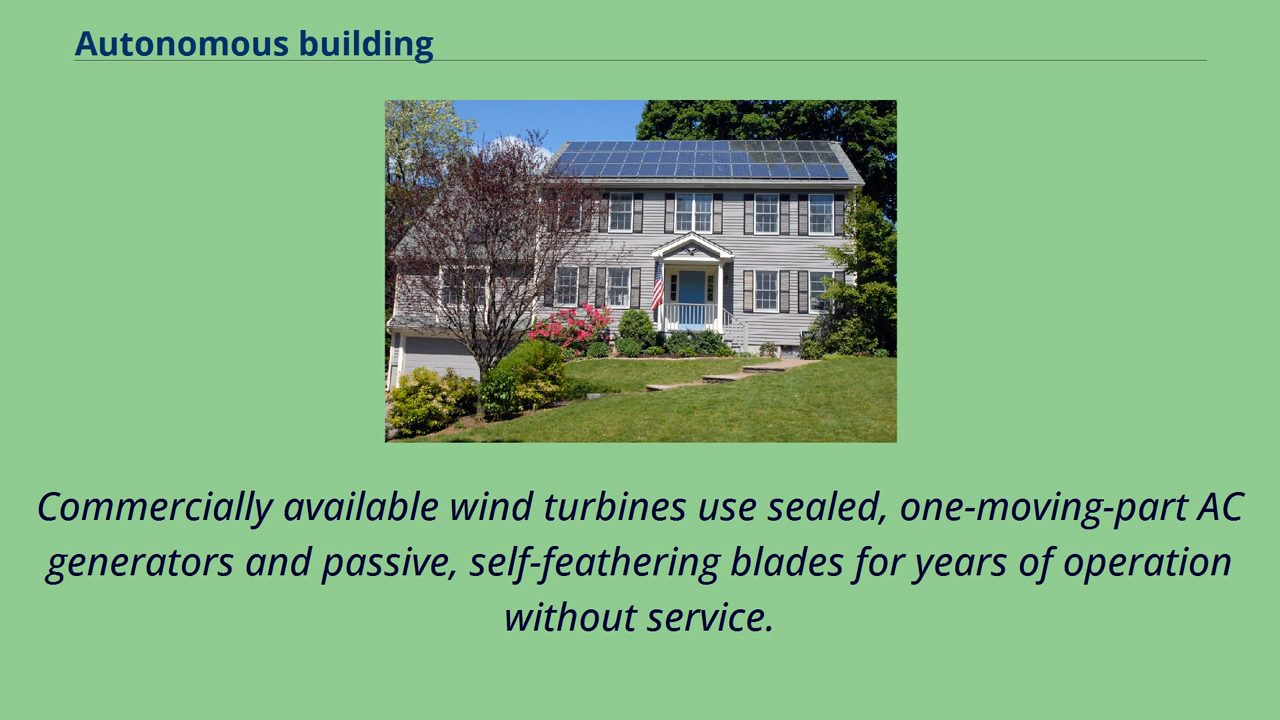 Autonomous building
Commercially available wind turbines use sealed, one-moving-part AC
generators and passive, self-feathering blades for years of operation
without service.